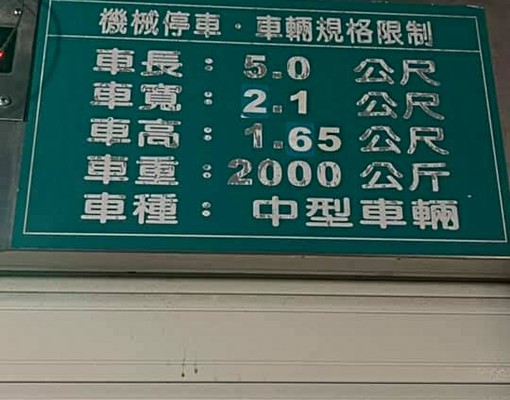 機械停車·車輛規格限制
車長：5.0 公尺
車寬：2.1 公尺
車高：1.65 公尺
車重：2000 公斤
車種：中型車輛